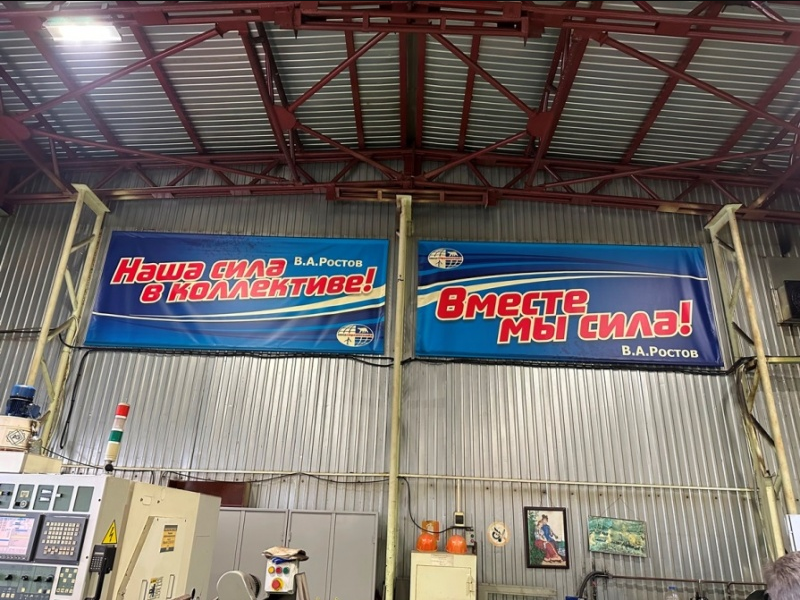 Наша сила
в коллективе!
В.А.Ростов
Вместе
мы сила!
В.А.Ростов